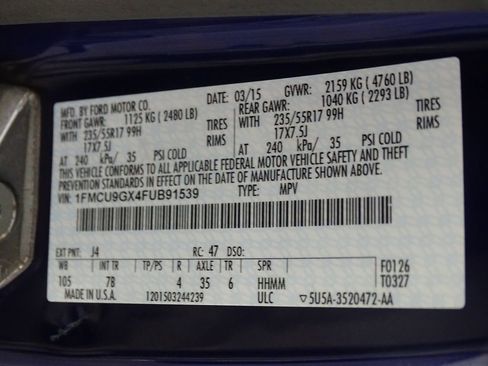 MFD. BY FORD MOTOR CO. DATE: 03/15 GVWR: 2159 KG (4760 LB)
FRONT GAWR: 1125 KG (2480 LB) REAR GAWR: 1040 KG (2293 LB)
WITH 235/55R17 99H TIRES WITH 235/55R17 99H TIRES
17X7.5J RIMS 17X7.5J RIMS
AT 240 kPa/ 35 PSI COLD AT 240 kPa/ 35 PSI COLD
THIS VEHICLE CONFORMS TO ALL APPLICABLE FEDERAL MOTOR VEHICLE SAFETY AND THEFT
PREVENTION STANDARDS IN EFFECT ON THE DATE OF MANUFACTURE SHOWN ABOVE.
VIN: 1FMCU9GX4FUB91539 TYPE: MPV
EXT PNT: J4 RC: 47 DSO: F0126
WB INT TR TP/PS R AXLE TR SPR T0327
105 7B 4 35 6 HHMM
MADE IN U.S.A. 1201503244239 ULC ▽5U5A-3520472-AA